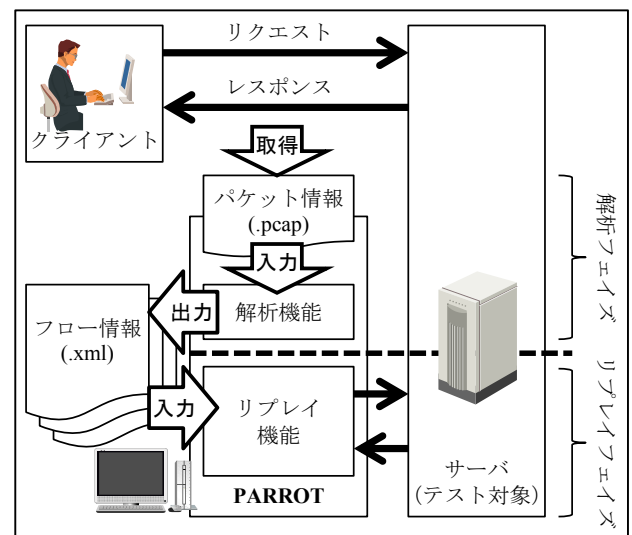 リクエスト
レスポンス
クライアント
取得
パケット情報
(.pcap)
入力
解析機能
出力
フロー情報
(.xml)
入力
リプレイ
機能
PARROT
サーバ
(テスト対象)
解析フェイズ
リプレイフェイズ